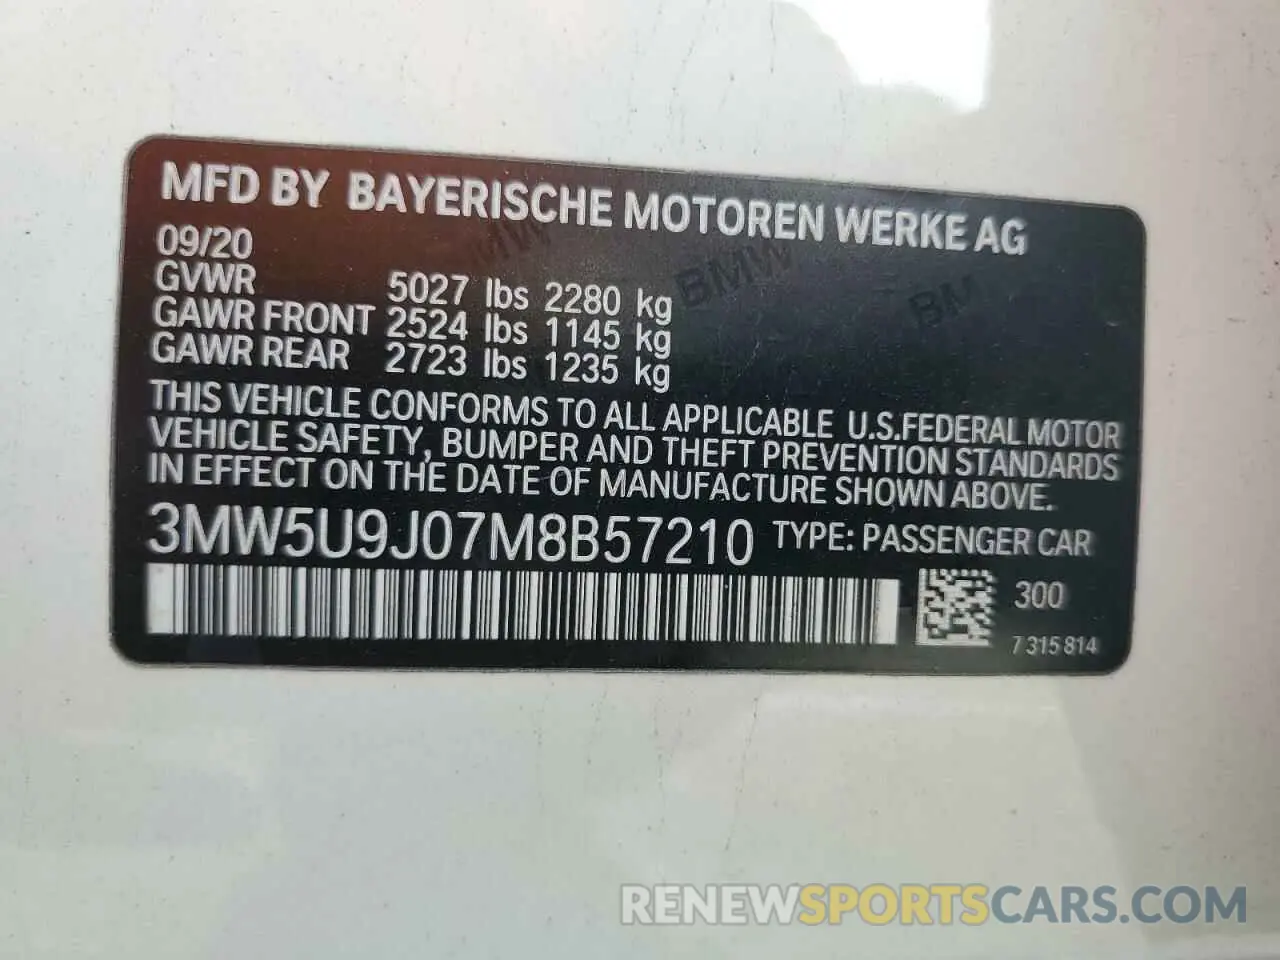 MFD BY BAYERISCHE MOTOREN WERKE AG
09/20
GVWR 5027 lbs 2280 kg
GAWR FRONT 2524 lbs 1145 kg
GAWR REAR 2723 lbs 1235 kg
THIS VEHICLE CONFORMS TO ALL APPLICABLE U.S.FEDERAL MOTOR
VEHICLE SAFETY, BUMPER AND THEFT PREVENTION STANDARDS
IN EFFECT ON THE DATE OF MANUFACTURE SHOWN ABOVE.
3MW5U9J07M8B57210 TYPE: PASSENGER CAR
300
7 315 814
BMW BMW BM
RENEWSPORTSCARS.COM